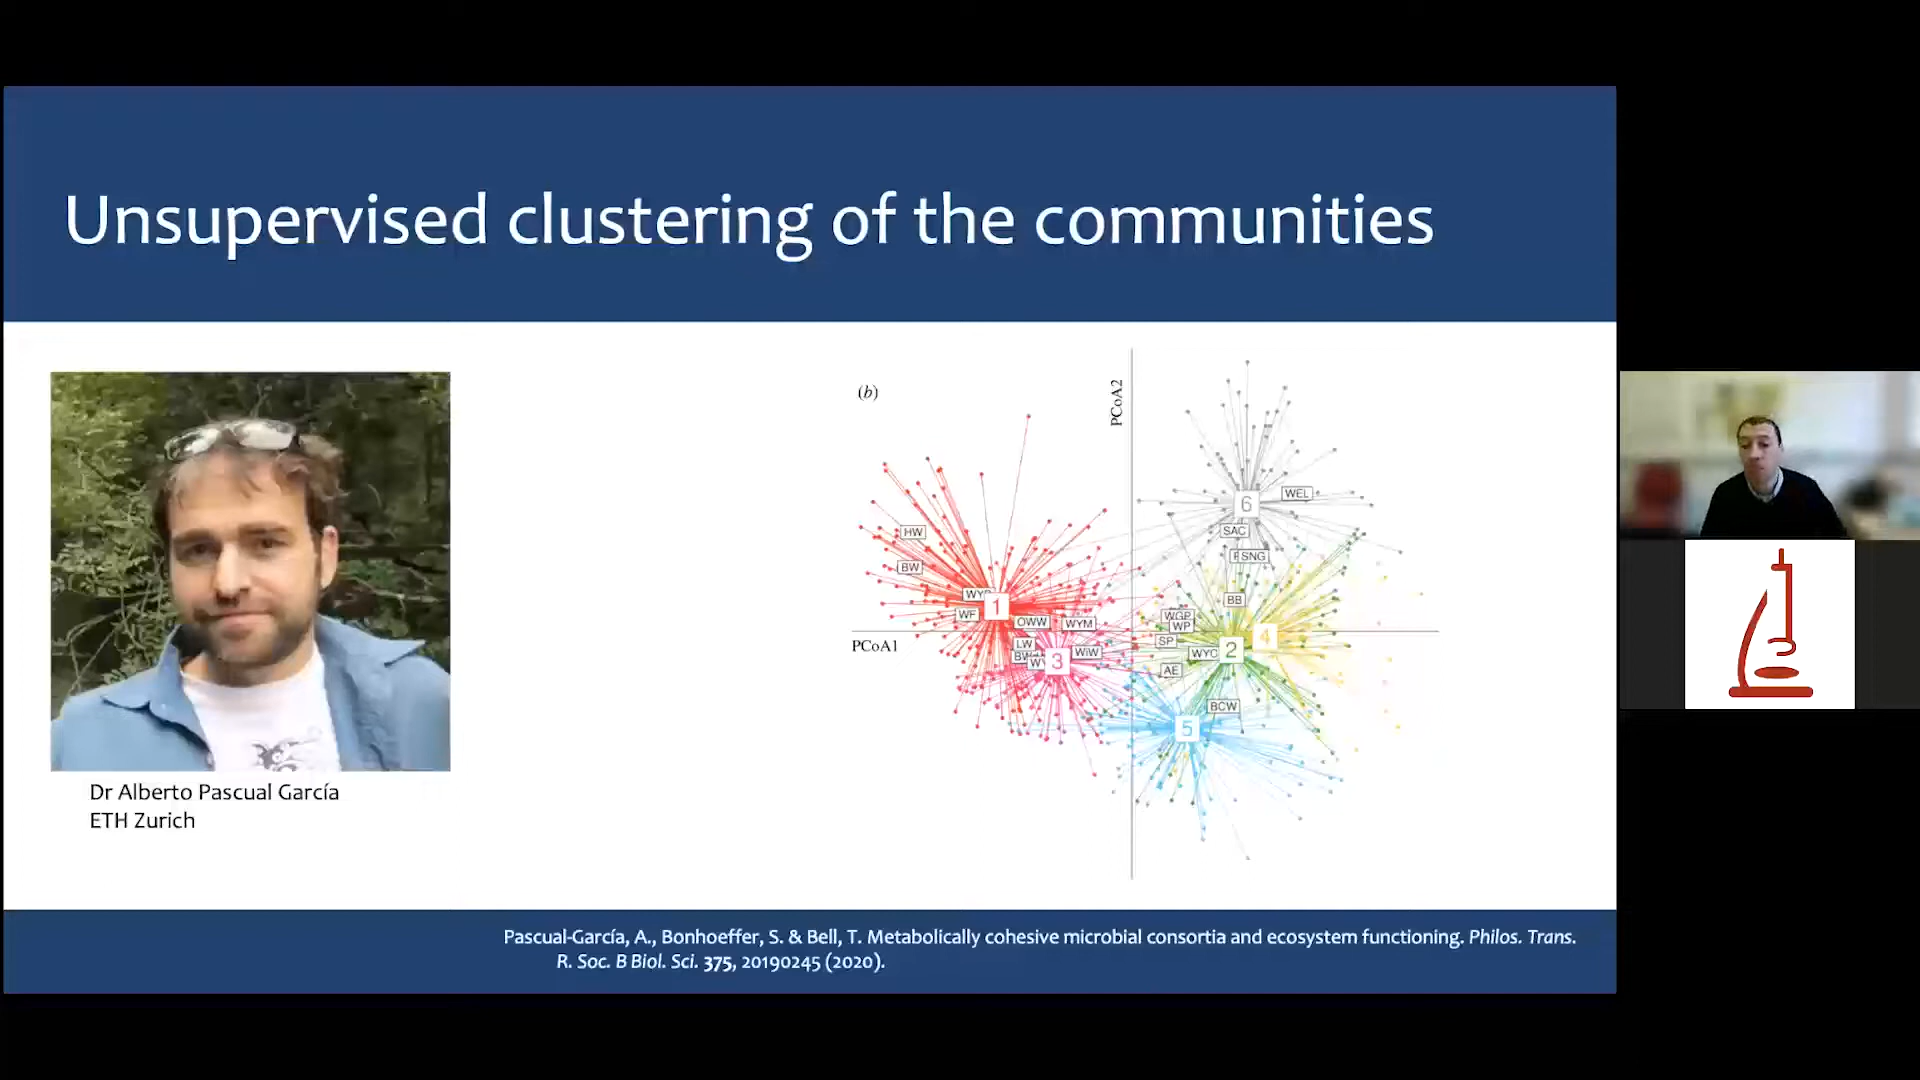 Unsupervised clustering of the communities
(b)
PCoA2
WEL
6
SAC
SNG
HW
BW
BB
1
WF
OWW
WYM
WGP
WP
4
PCoA1
LW
SP
2
3
WiW
WYC
AE
BCW
5
Dr Alberto Pascual García
ETH Zurich
Pascual-García, A., Bonhoeffer, S. & Bell, T. Metabolically cohesive microbial consortia and ecosystem functioning. Philos. Trans.
R. Soc. B Biol. Sci. 375, 20190245 (2020).